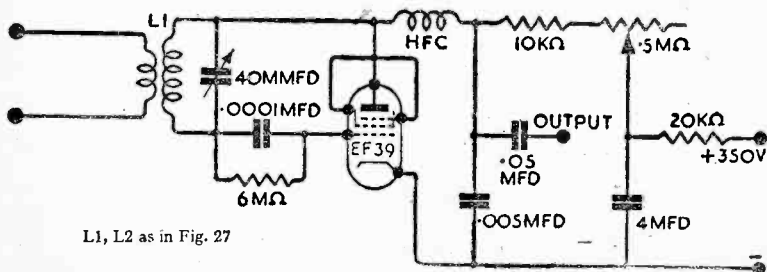 L1
HFC
10KΩ
·5MΩ
40MMFD
·0001MFD
EF39
OUTPUT
20KΩ
+350V
·05
MFD
6MΩ
·005MFD
4MFD
–
L1, L2 as in Fig. 27